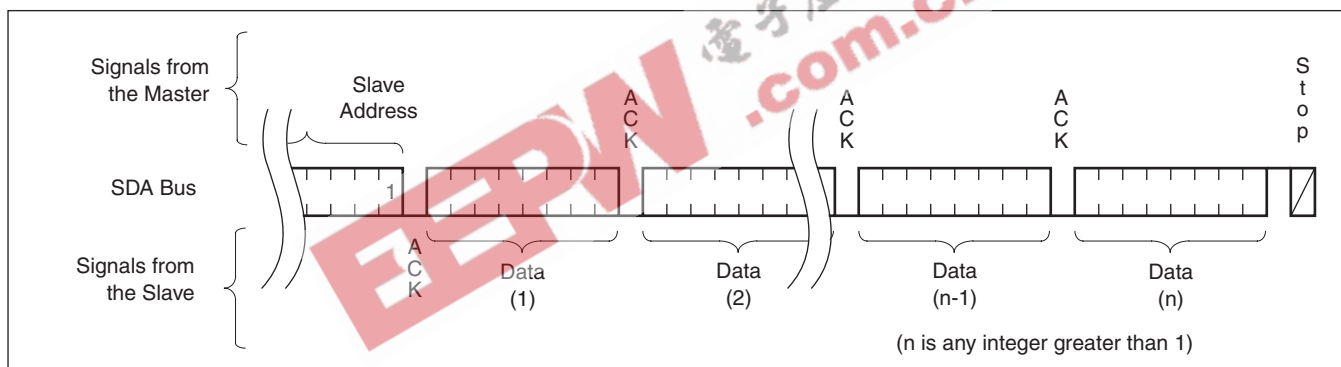 Signals from
the Master
Slave
Address
A
C
K
A
C
K
A
C
K
S
t
o
p
SDA Bus
1
Signals from
the Slave
A
C
K
Data
(1)
Data
(2)
Data
(n-1)
Data
(n)
(n is any integer greater than 1)
EEPW
.com.c